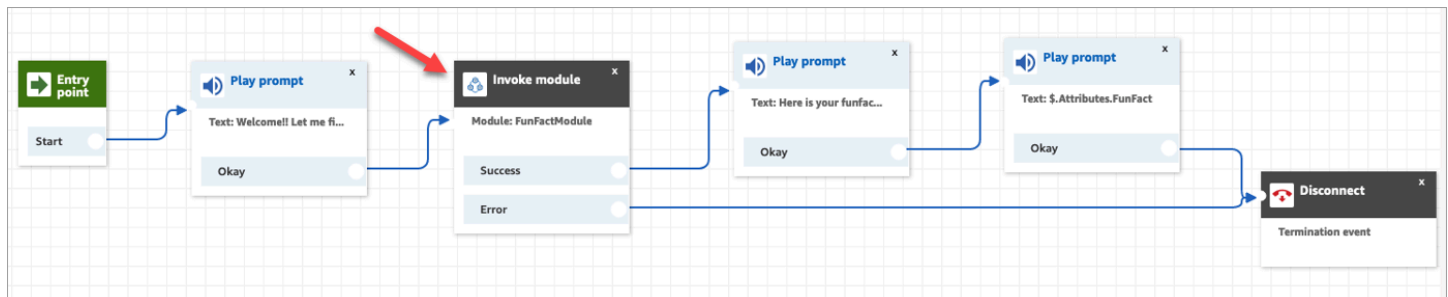 Entry
point
Start
Play prompt
x
Text: Welcome!! Let me fi...
Okay
Invoke module
x
Module: FunFactModule
Success
Error
Play prompt
x
Text: Here is your funfac...
Okay
Play prompt
x
Text: $.Attributes.FunFact
Okay
Disconnect
x
Termination event